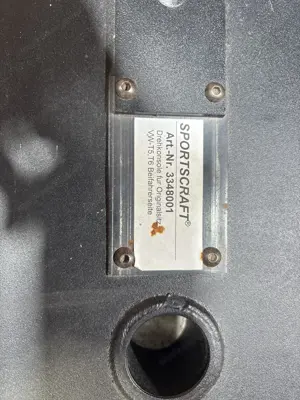 SPORTSCRAFT®
Art.-Nr. 3348001
Drehkonsole für Originalsitz
VW-T5,T6 Beifahrerseite